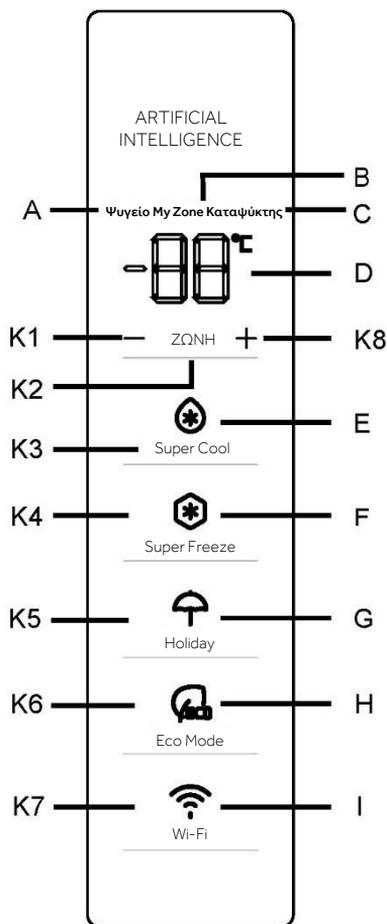 ARTIFICIAL
INTELLIGENCE
B
A Ψυγείο My Zone Καταψύκτης C
-88°C D
K1 - ΖΩΝΗ + K8
K2
E
K3 Super Cool
K4 F
Super Freeze
K5 G
Holiday
K6 eco H
Eco Mode
K7 I
Wi-Fi